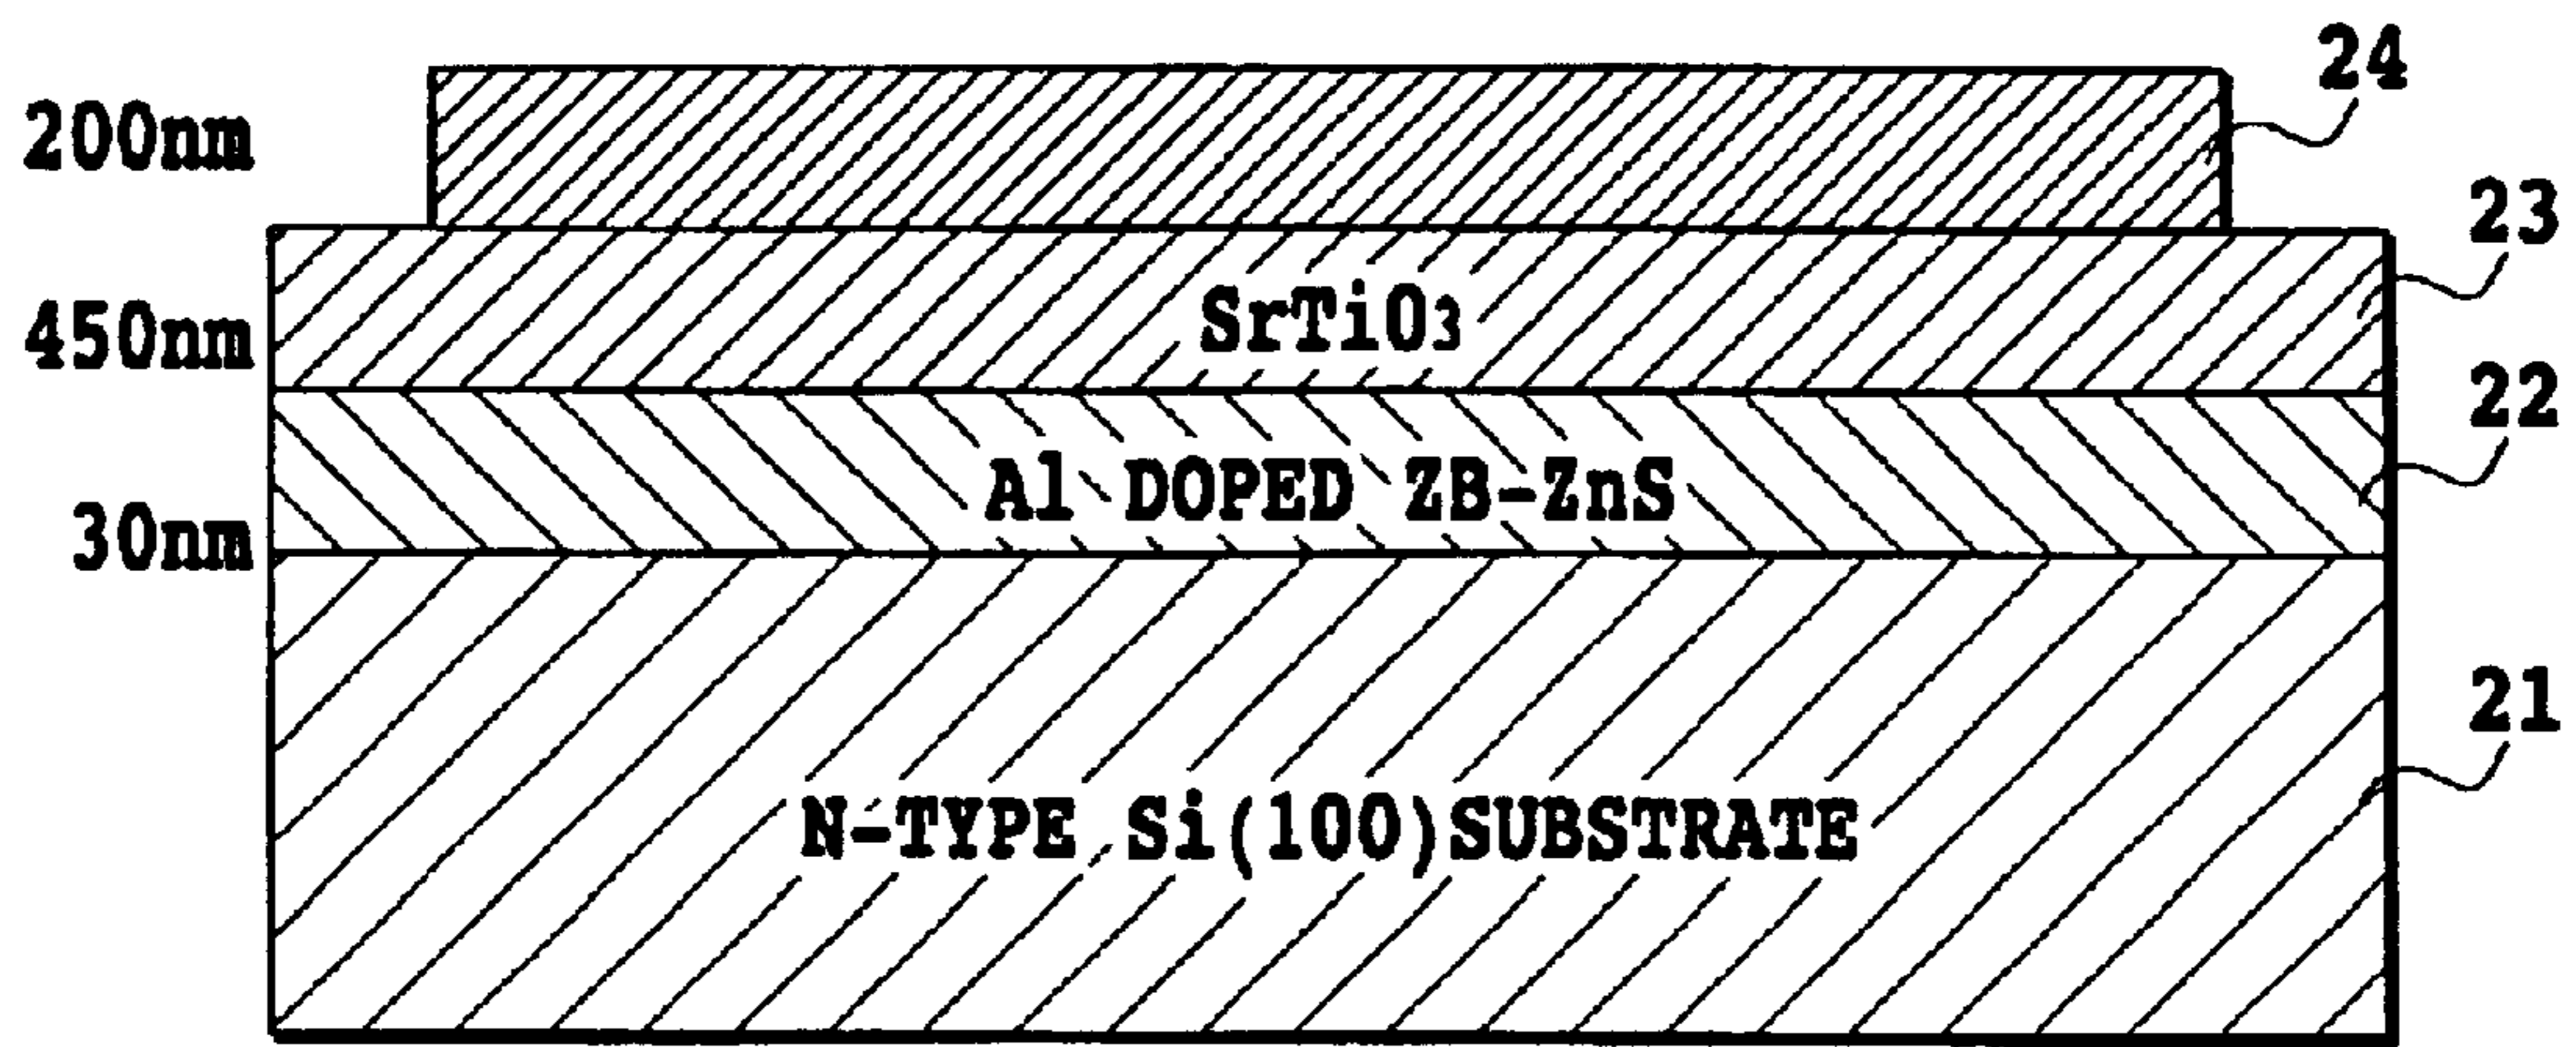 24
200nm
23
SrTiO3
450nm
22
Al DOPED ZB-ZnS
30nm
21
N-TYPE Si(100)SUBSTRATE